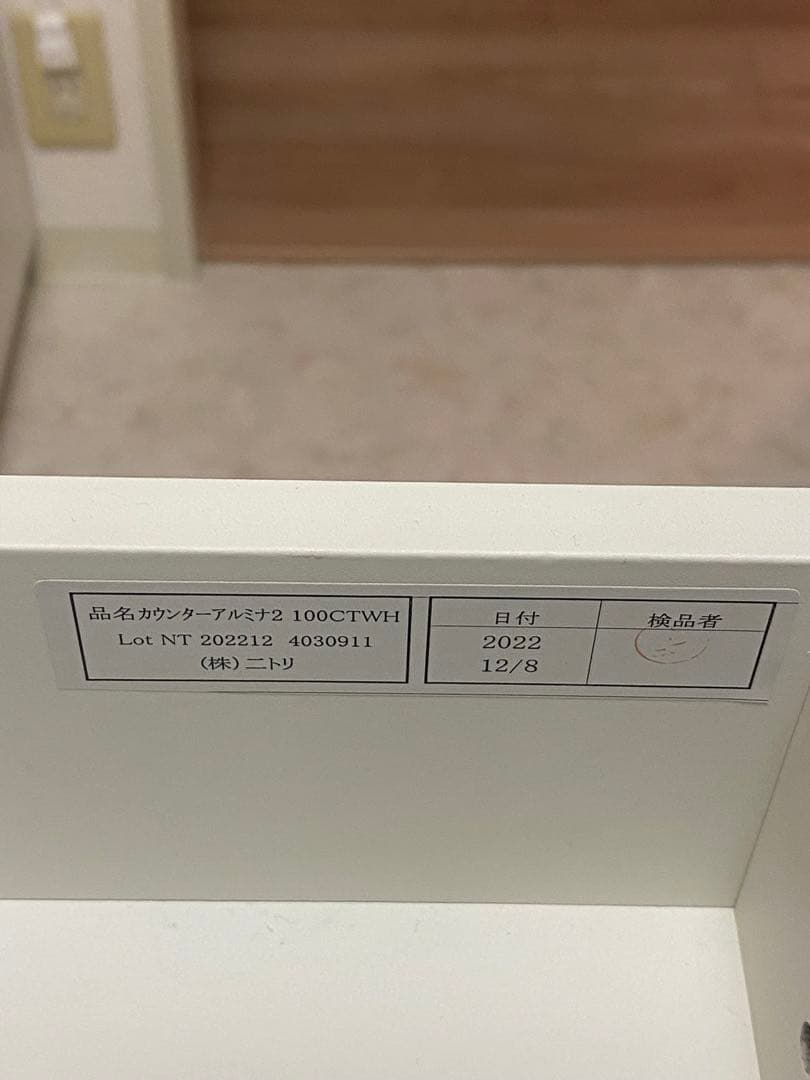 品名カウンターアルミナ2 100CTWH
Lot NT 202212 4030911
(株)ニトリ
日付 検品者
2022
12/8